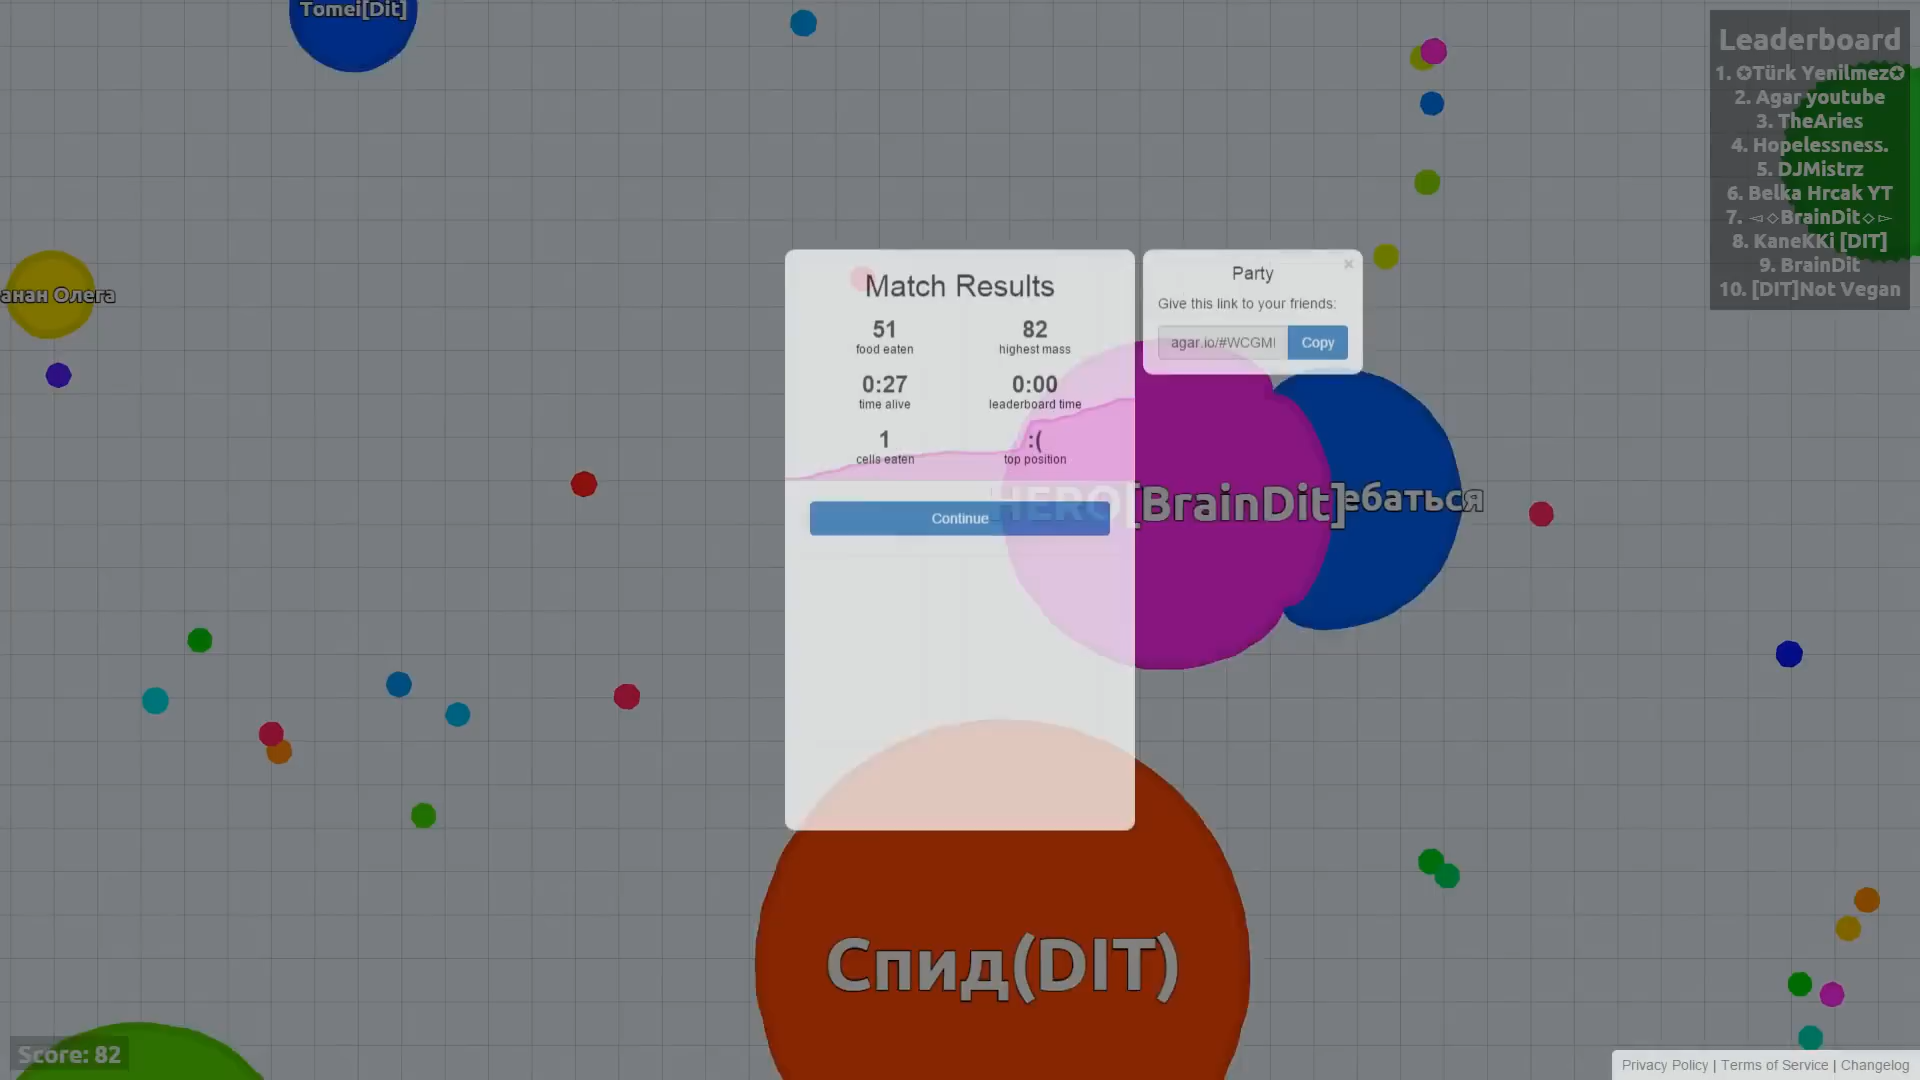 Tomei[Dit]
Leaderboard
1. ✪Türk Yenilmez✪
2. Agar youtube
3. TheAries
4. Hopelessness.
5. DJMistrz
6. Belka Hrcak YT
7. ◅◇BrainDit◇▻
8. KaneKKi [DIT]
9. BrainDit
10. [DIT]Not Vegan
анан Олега
Match Results
51
food eaten
82
highest mass
0:27
time alive
0:00
leaderboard time
1
cells eaten
:(
top position
Continue
Party
×
Give this link to your friends:
agar.io/#WCGMI
Copy
HERO[BrainDit]
ебаться
Спид(DIT)
Score: 82
Privacy Policy | Terms of Service | Changelog